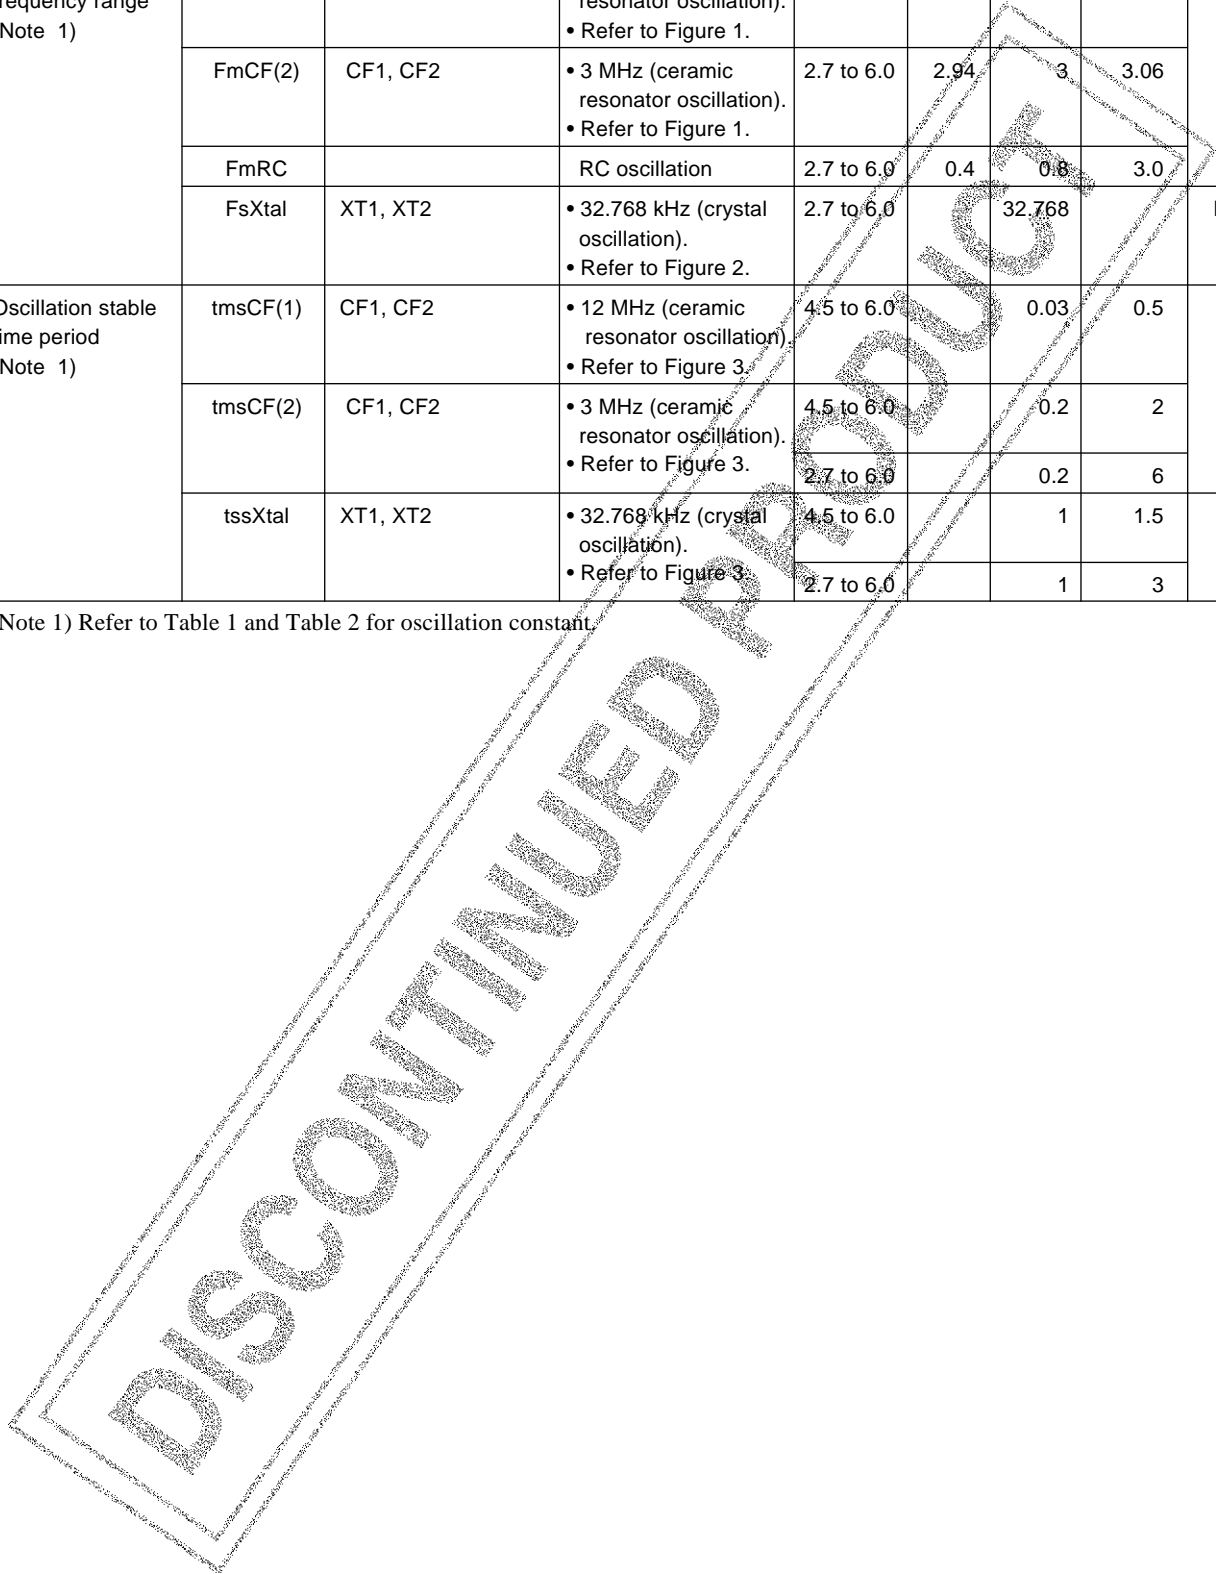 requency range
Note 1)
resonator oscillation).
• Refer to Figure 1.
FmCF(2) CF1, CF2 • 3 MHz (ceramic 2.7 to 6.0 2.94 3 3.06
resonator oscillation).
• Refer to Figure 1.
FmRC RC oscillation 2.7 to 6.0 0.4 0.8 3.0
FsXtal XT1, XT2 • 32.768 kHz (crystal 2.7 to 6.0 32.768
oscillation).
• Refer to Figure 2.
Oscillation stable tmsCF(1) CF1, CF2 • 12 MHz (ceramic 4.5 to 6.0 0.03 0.5
ime period resonator oscillation).
Note 1) • Refer to Figure 3.
tmsCF(2) CF1, CF2 • 3 MHz (ceramic 4.5 to 6.0 0.2 2
resonator oscillation).
• Refer to Figure 3. 2.7 to 6.0 0.2 6
tssXtal XT1, XT2 • 32.768 kHz (crystal 4.5 to 6.0 1 1.5
oscillation).
• Refer to Figure 3. 2.7 to 6.0 1 3
Note 1) Refer to Table 1 and Table 2 for oscillation constant.
DISCONTINUED PRODUCT